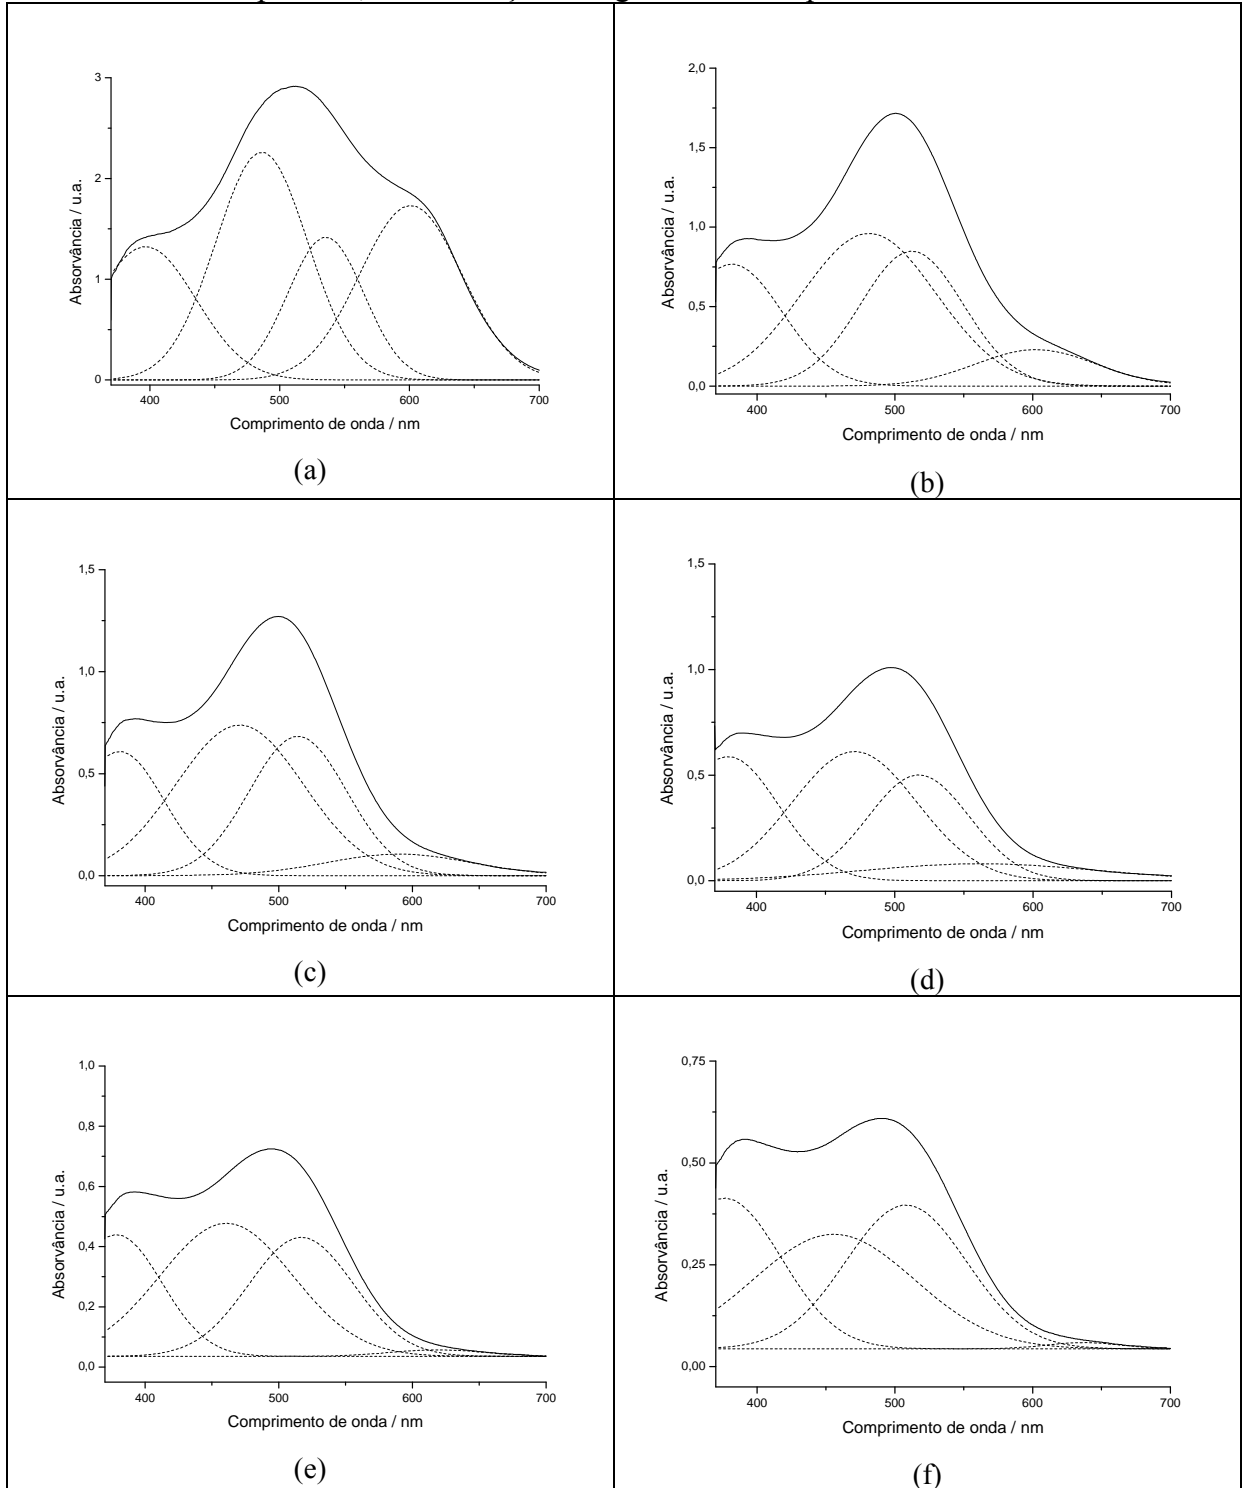 3
2
1
0
400
500
600
700
Absorvância / u.a.
Comprimento de onda / nm
(a)
2,0
1,5
1,0
0,5
0,0
400
500
600
700
Absorvância / u.a.
Comprimento de onda / nm
(b)
1,5
1,0
0,5
0,0
400
500
600
700
Absorvância / u.a.
Comprimento de onda / nm
(c)
1,5
1,0
0,5
0,0
400
500
600
700
Absorvância / u.a.
Comprimento de onda / nm
(d)
1,0
0,8
0,6
0,4
0,2
0,0
400
500
600
700
Absorvância / u.a.
Comprimento de onda / nm
(e)
0,75
0,50
0,25
0,00
400
500
600
700
Absorvância / u.a.
Comprimento de onda / nm
(f)